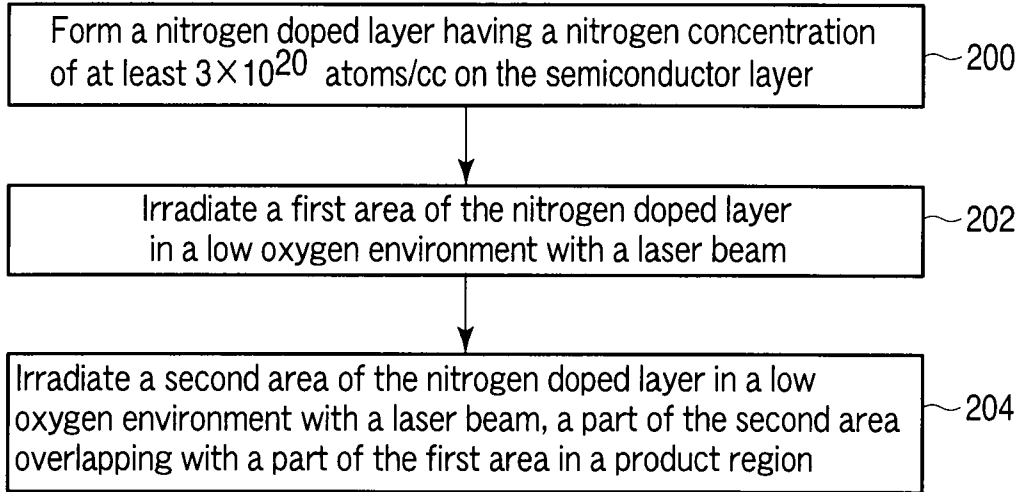 Form a nitrogen doped layer having a nitrogen concentration
of at least 3×10²⁰ atoms/cc on the semiconductor layer
200
Irradiate a first area of the nitrogen doped layer
in a low oxygen environment with a laser beam
202
Irradiate a second area of the nitrogen doped layer in a low
oxygen environment with a laser beam, a part of the second area
overlapping with a part of the first area in a product region
204